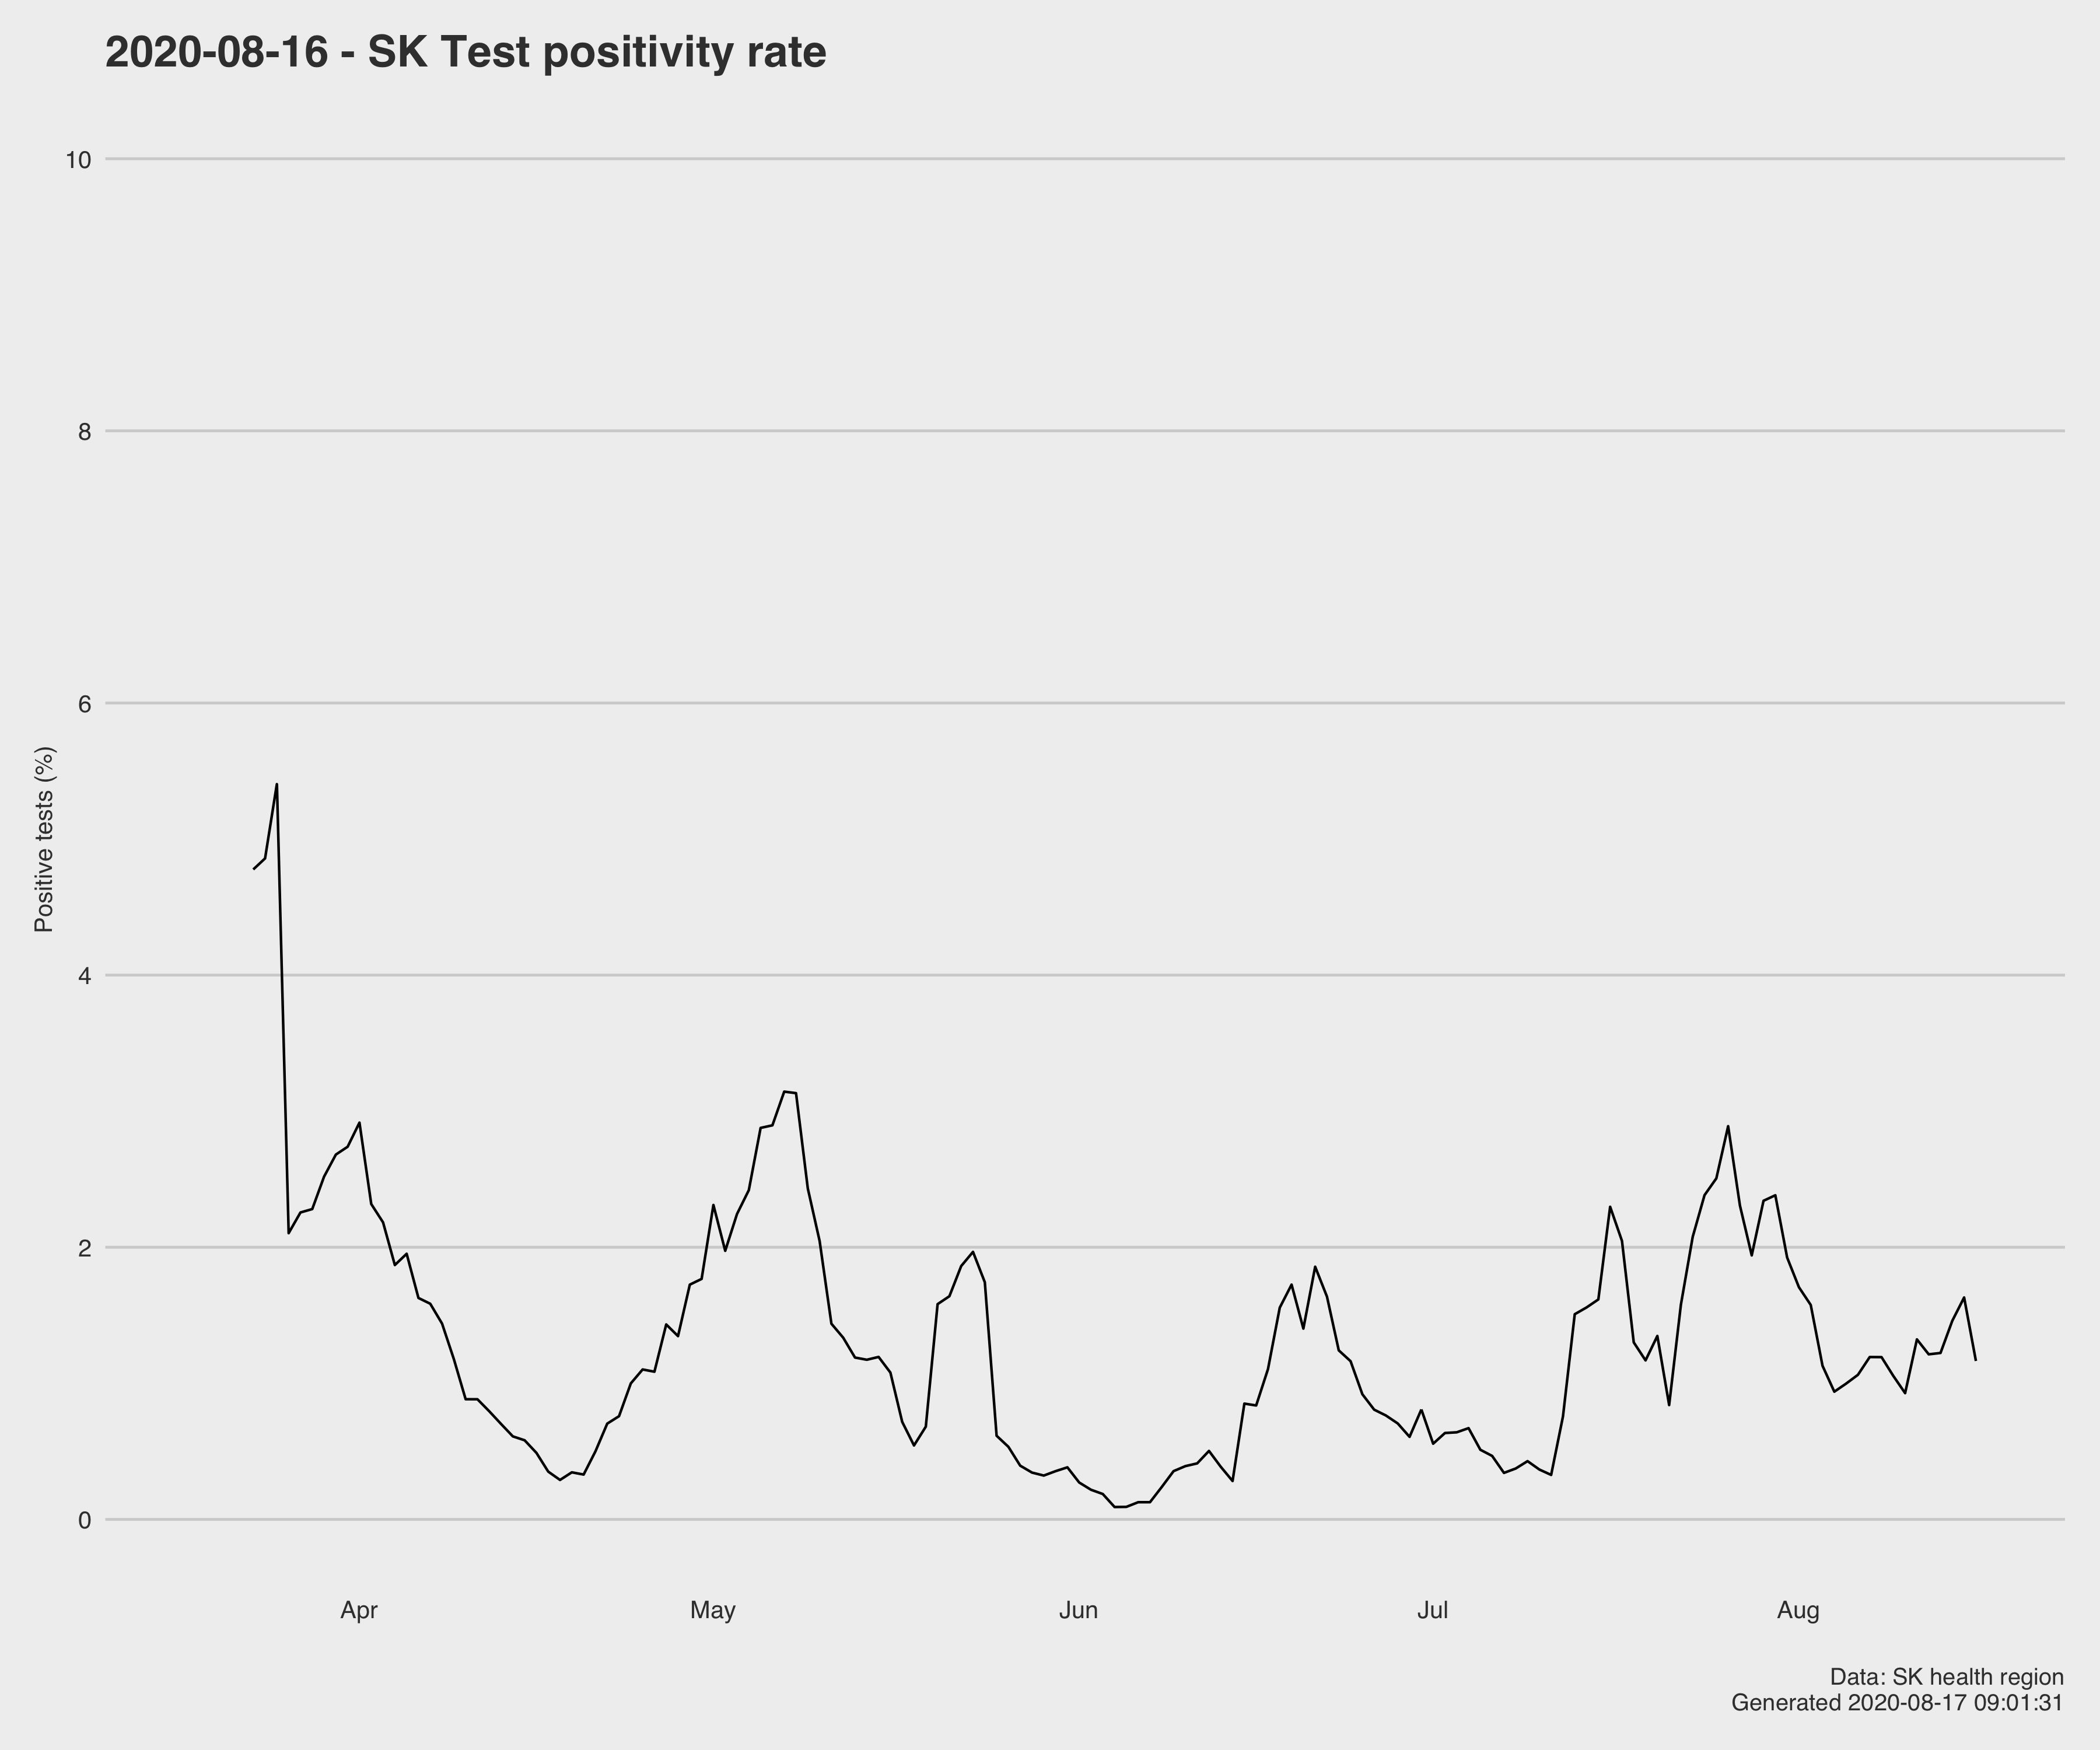 2020-08-16 - SK Test positivity rate
10
8
6
4
2
0
Positive tests (%)
Apr May Jun Jul Aug
Data: SK health region
Generated 2020-08-17 09:01:31